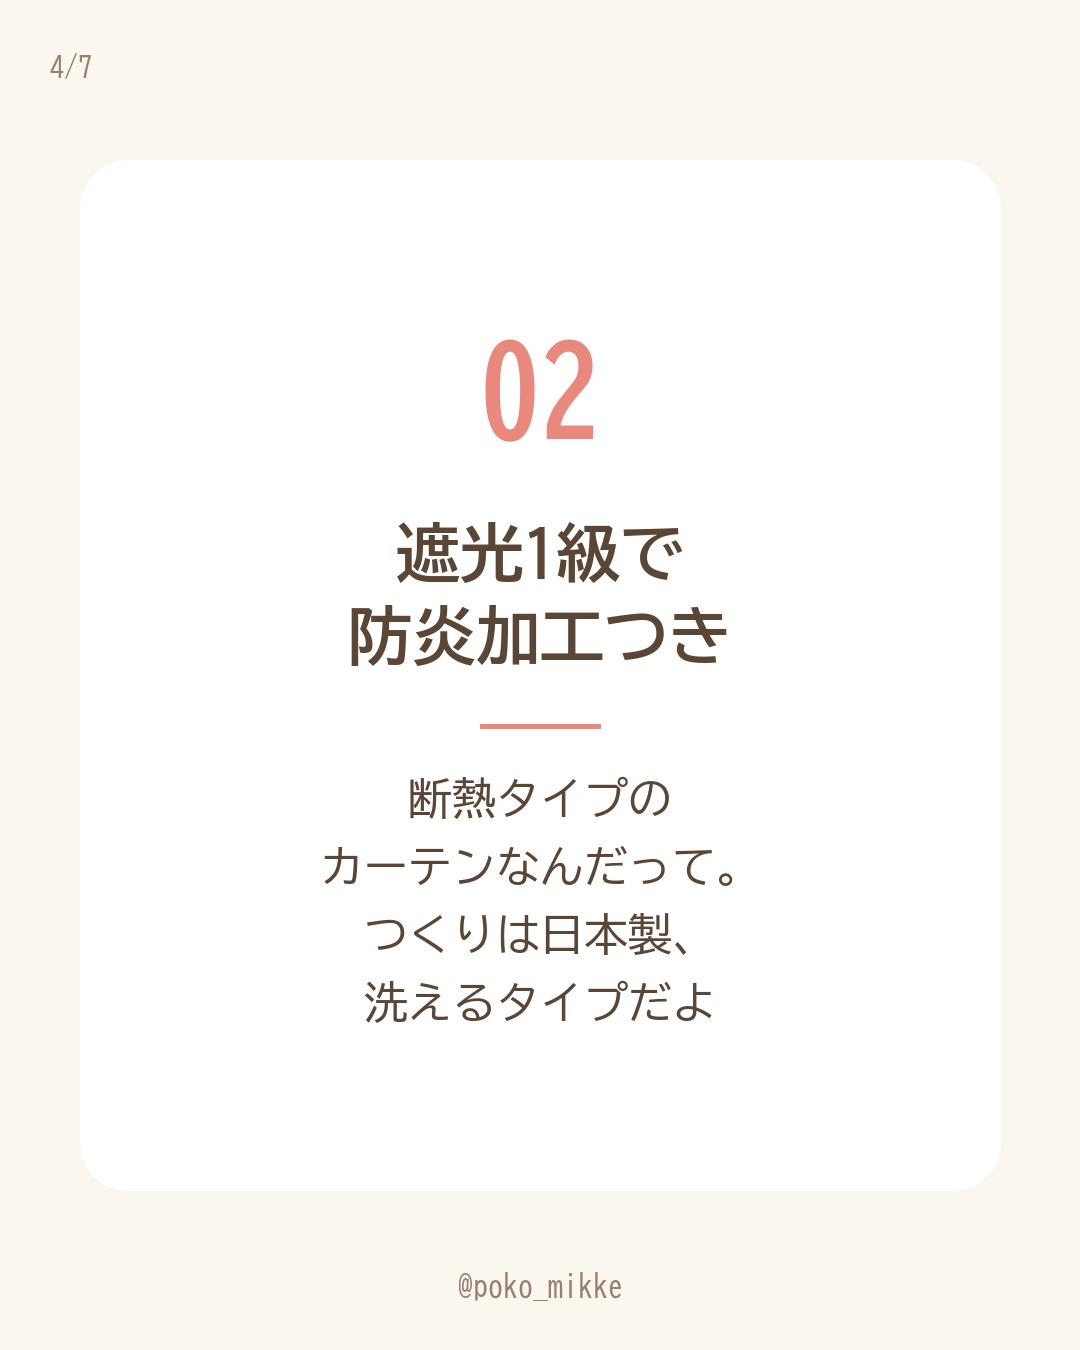 4/7
02
遮光1級で
防炎加工つき
断熱タイプの
カーテンなんだって。
つくりは日本製、
洗えるタイプだよ
@poko_mikke